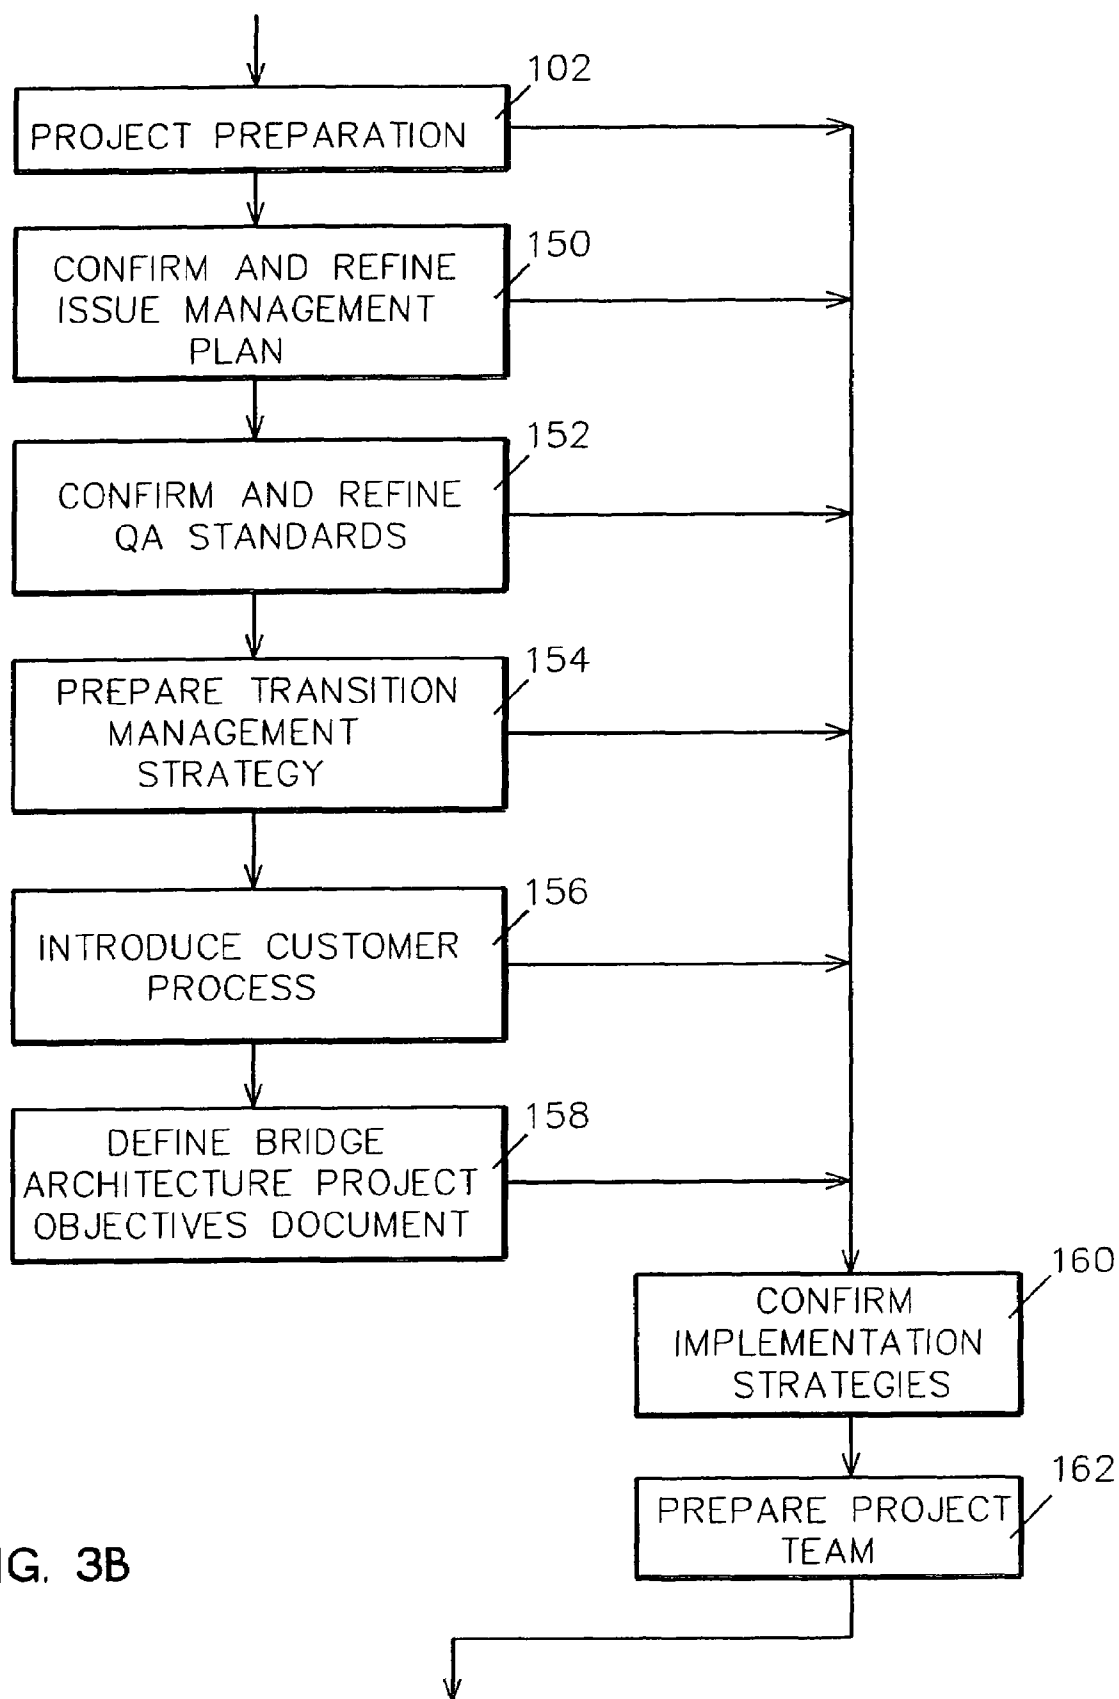 102
PROJECT PREPARATION
150
CONFIRM AND REFINE
ISSUE MANAGEMENT
PLAN
152
CONFIRM AND REFINE
QA STANDARDS
154
PREPARE TRANSITION
MANAGEMENT
STRATEGY
156
INTRODUCE CUSTOMER
PROCESS
158
DEFINE BRIDGE
ARCHITECTURE PROJECT
OBJECTIVES DOCUMENT
160
CONFIRM
IMPLEMENTATION
STRATEGIES
162
PREPARE PROJECT
TEAM
IG. 3B